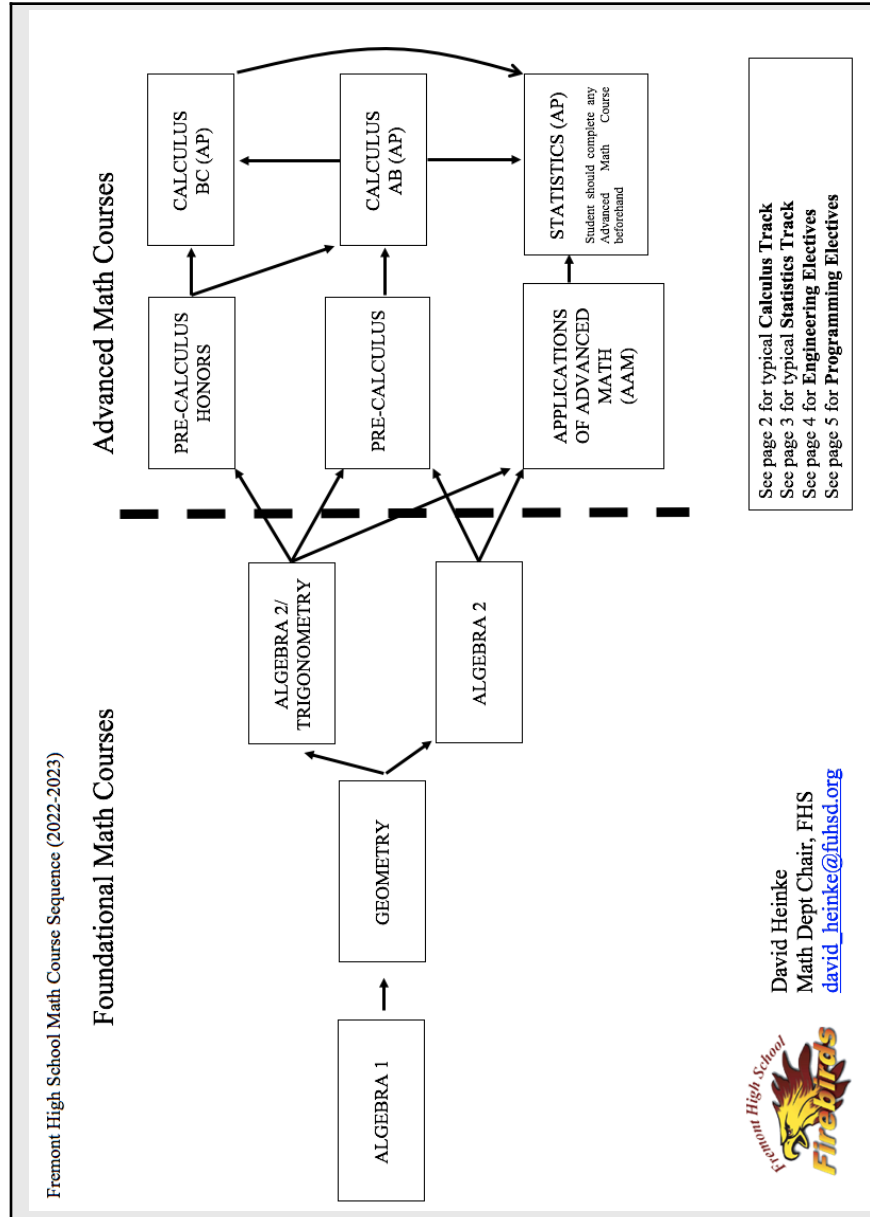 Fremont High School Math Course Sequence (2022-2023)
Foundational Math Courses
Advanced Math Courses
ALGEBRA 1
GEOMETRY
ALGEBRA 2/
TRIGONOMETRY
ALGEBRA 2
PRE-CALCULUS
HONORS
PRE-CALCULUS
APPLICATIONS
OF ADVANCED
MATH
(AAM)
CALCULUS
BC (AP)
CALCULUS
AB (AP)
STATISTICS (AP)
Student should complete any
Advanced Math Course
beforehand
Fremont High School
Firebirds
David Heinke
Math Dept Chair, FHS
david_heinke@fuhsd.org
See page 2 for typical Calculus Track
See page 3 for typical Statistics Track
See page 4 for Engineering Electives
See page 5 for Programming Electives